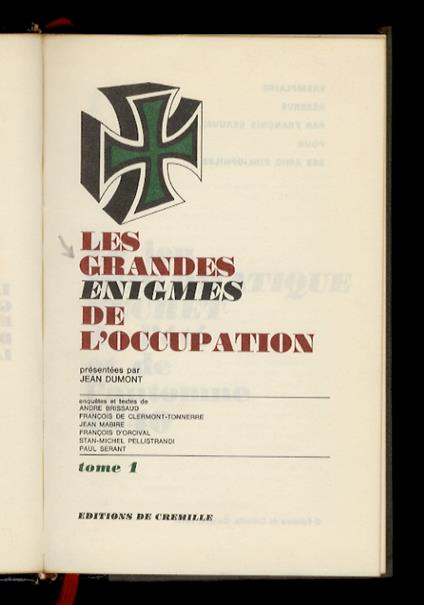 LES
GRANDES
ENIGMES
DE
L'OCCUPATION
présentées par
JEAN DUMONT
enquêtes et textes de
ANDRE BRISSAUD
FRANÇOIS DE CLERMONT-TONNERRE
JEAN MABIRE
FRANÇOIS D'ORCIVAL
STAN-MICHEL PELLISTRANDI
PAUL SERANT
tome 1
EDITIONS DE CREMILLE